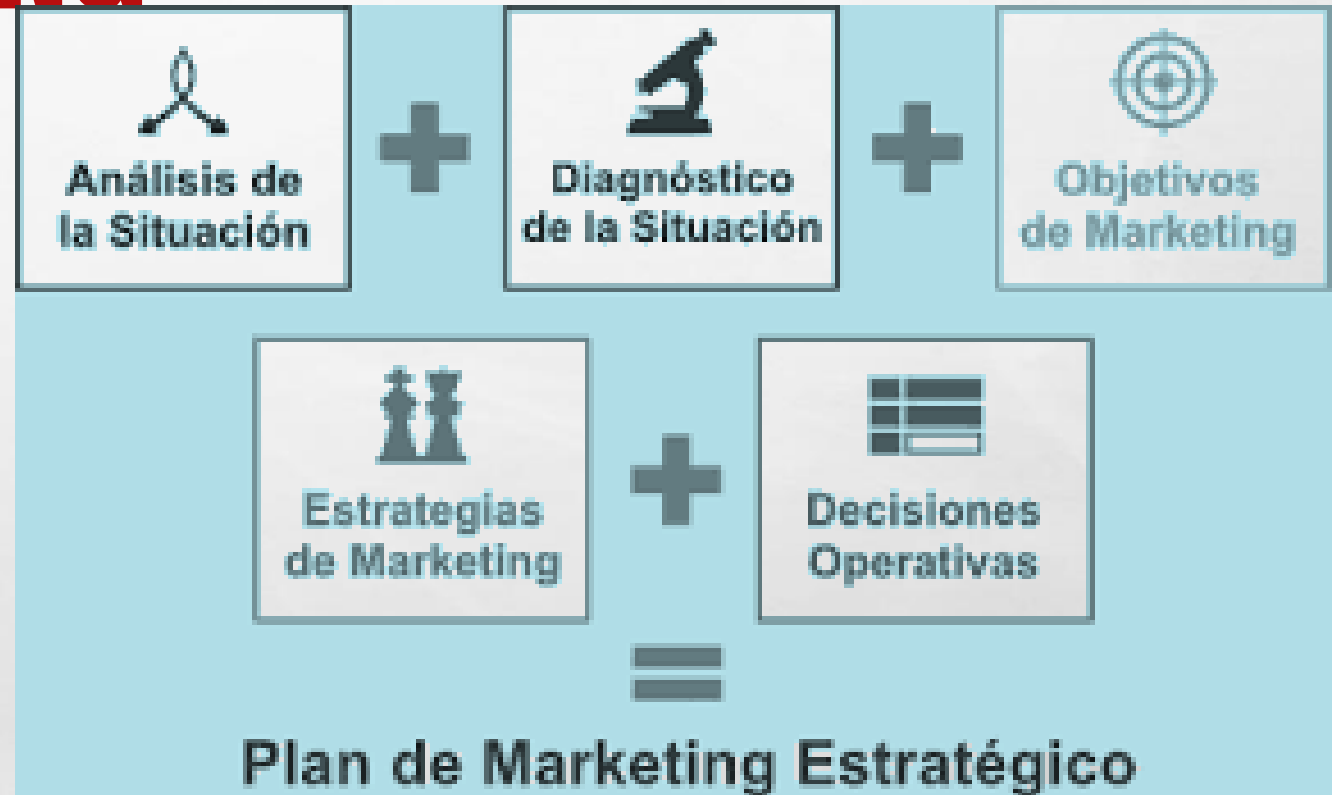 Análisis de
la Situación
Diagnóstico
de la Situación
Objetivos
de Marketing
Estrategias
de Marketing
Decisiones
Operativas
Plan de Marketing Estratégico